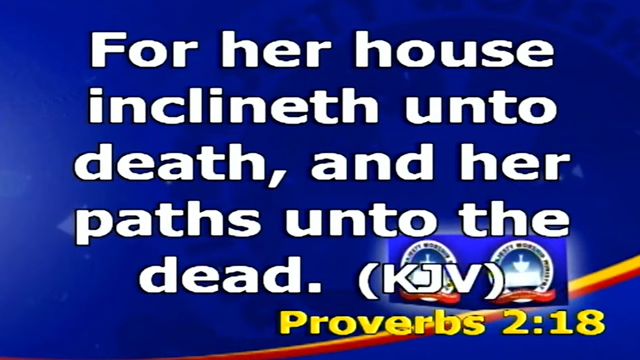 For her house
inclineth unto
death, and her
paths unto the
dead. (KJV)
Proverbs 2:18